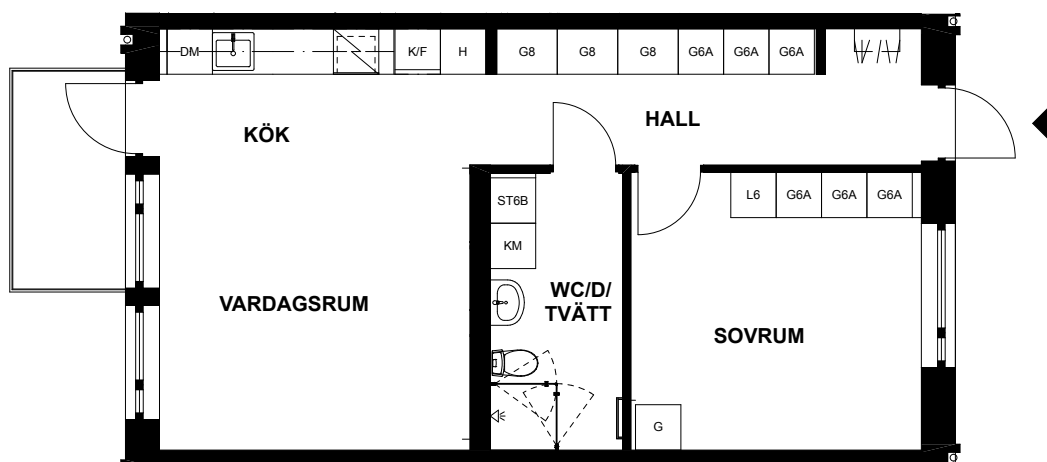 DM K/F H G8 G8 G8 G6A G6A G6A
KÖK HALL
L6 G6A G6A G6A
ST6B
KM
VARDAGSRUM
WC/D/
TVÄTT
SOVRUM
G